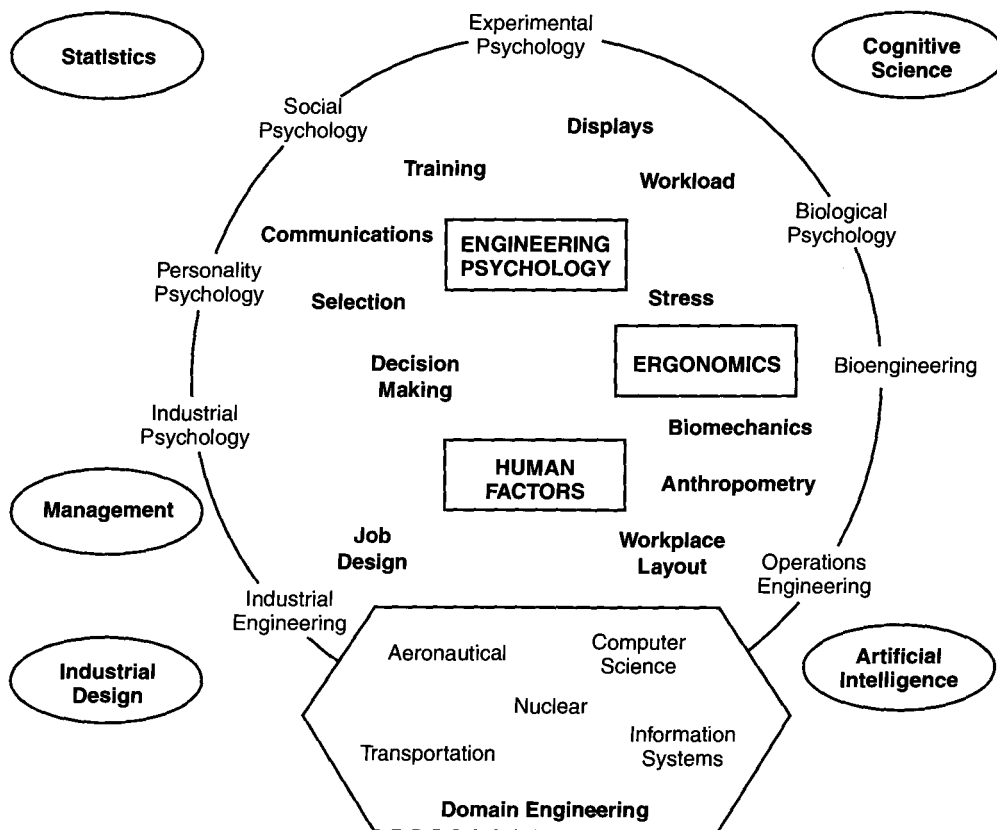 Experimental
Psychology
Statistics
Cognitive
Science
Social
Psychology
Displays
Training
Workload
Biological
Psychology
Communications
ENGINEERING
PSYCHOLOGY
Personality
Psychology
Selection
Stress
Decision
Making
ERGONOMICS
Bioengineering
Industrial
Psychology
Biomechanics
HUMAN
FACTORS
Anthropometry
Management
Job
Design
Workplace
Layout
Operations
Engineering
Industrial
Engineering
Industrial
Design
Aeronautical
Computer
Science
Artificial
Intelligence
Nuclear
Transportation
Information
Systems
Domain Engineering